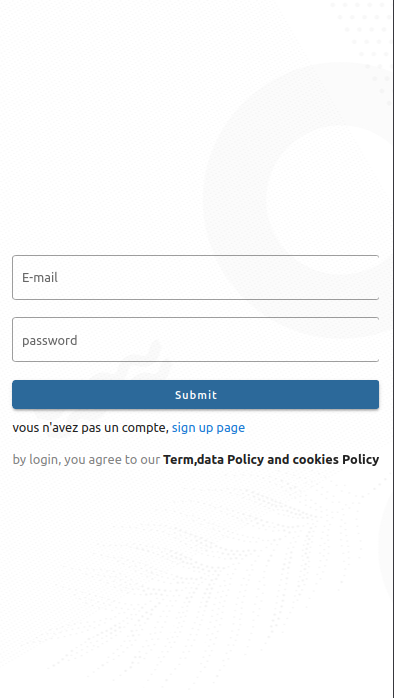 E-mail
password
Submit
vous n'avez pas un compte, sign up page
by login, you agree to our Term,data Policy and cookies Policy